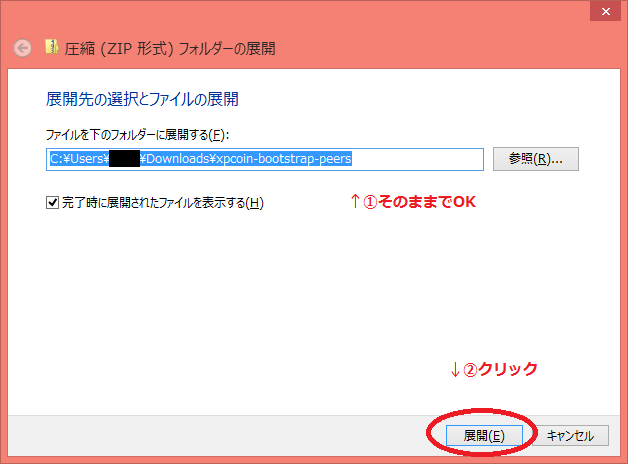 圧縮 (ZIP 形式) フォルダーの展開
展開先の選択とファイルの展開
ファイルを下のフォルダーに展開する(F):
C:¥Users¥ ¥Downloads¥xpcoin-bootstrap-peers
参照(R)...
完了時に展開されたファイルを表示する(H)
↑①そのままでOK
↓②クリック
展開(E)
キャンセル